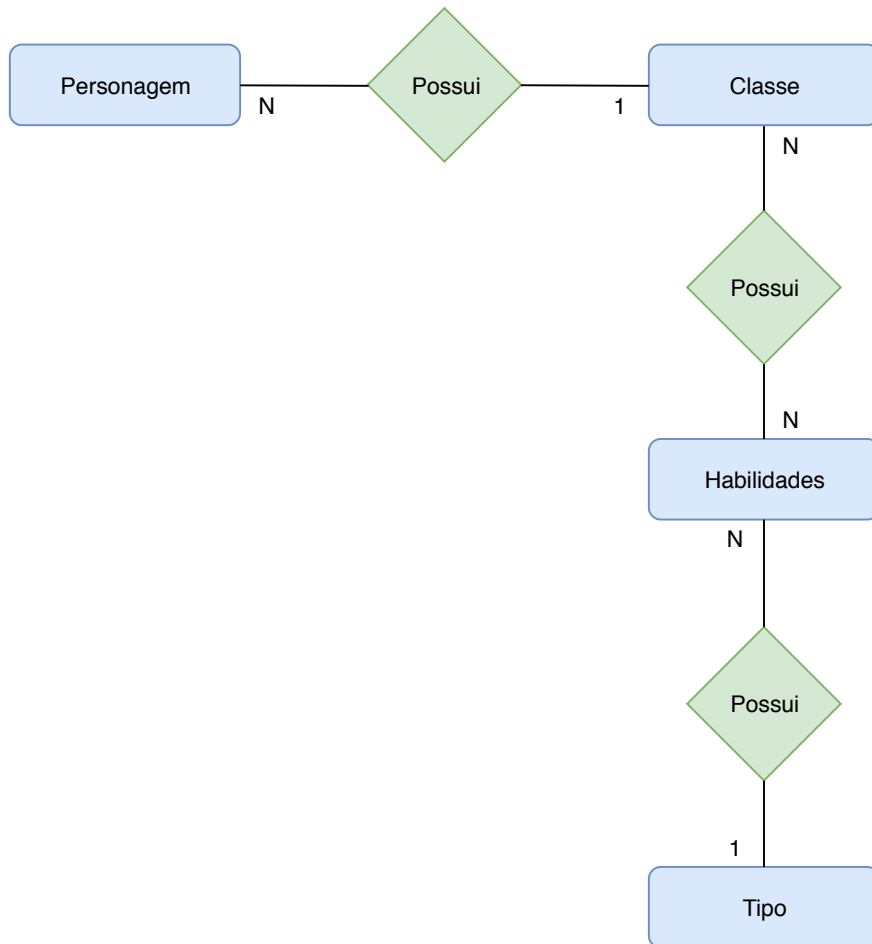 Personagem
Possui
Classe
N
1
N
Possui
N
Habilidades
N
Possui
1
Tipo